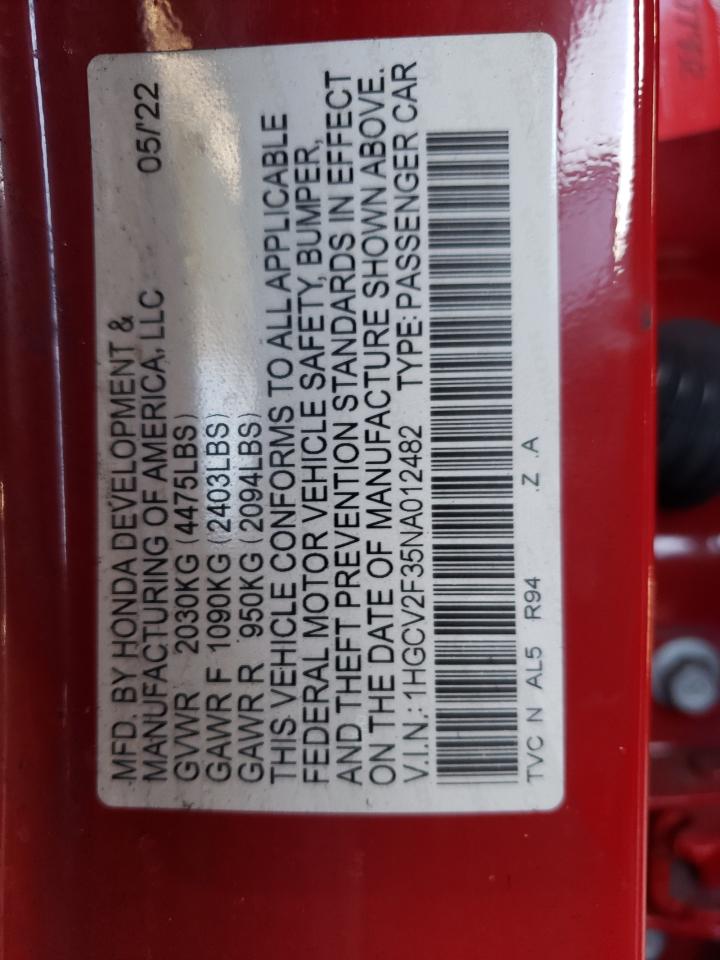 MFD. BY HONDA DEVELOPMENT &
MANUFACTURING OF AMERICA, LLC 05/'22
GVWR 2030KG (4475LBS)
GAWR F 1090KG (2403LBS)
GAWR R 950KG (2094LBS)
THIS VEHICLE CONFORMS TO ALL APPLICABLE
FEDERAL MOTOR VEHICLE SAFETY, BUMPER,
AND THEFT PREVENTION STANDARDS IN EFFECT
ON THE DATE OF MANUFACTURE SHOWN ABOVE.
V.I.N.: 1HGCV2F35NA012482 TYPE: PASSENGER CAR
TVC N AL5 R94 .Z .A